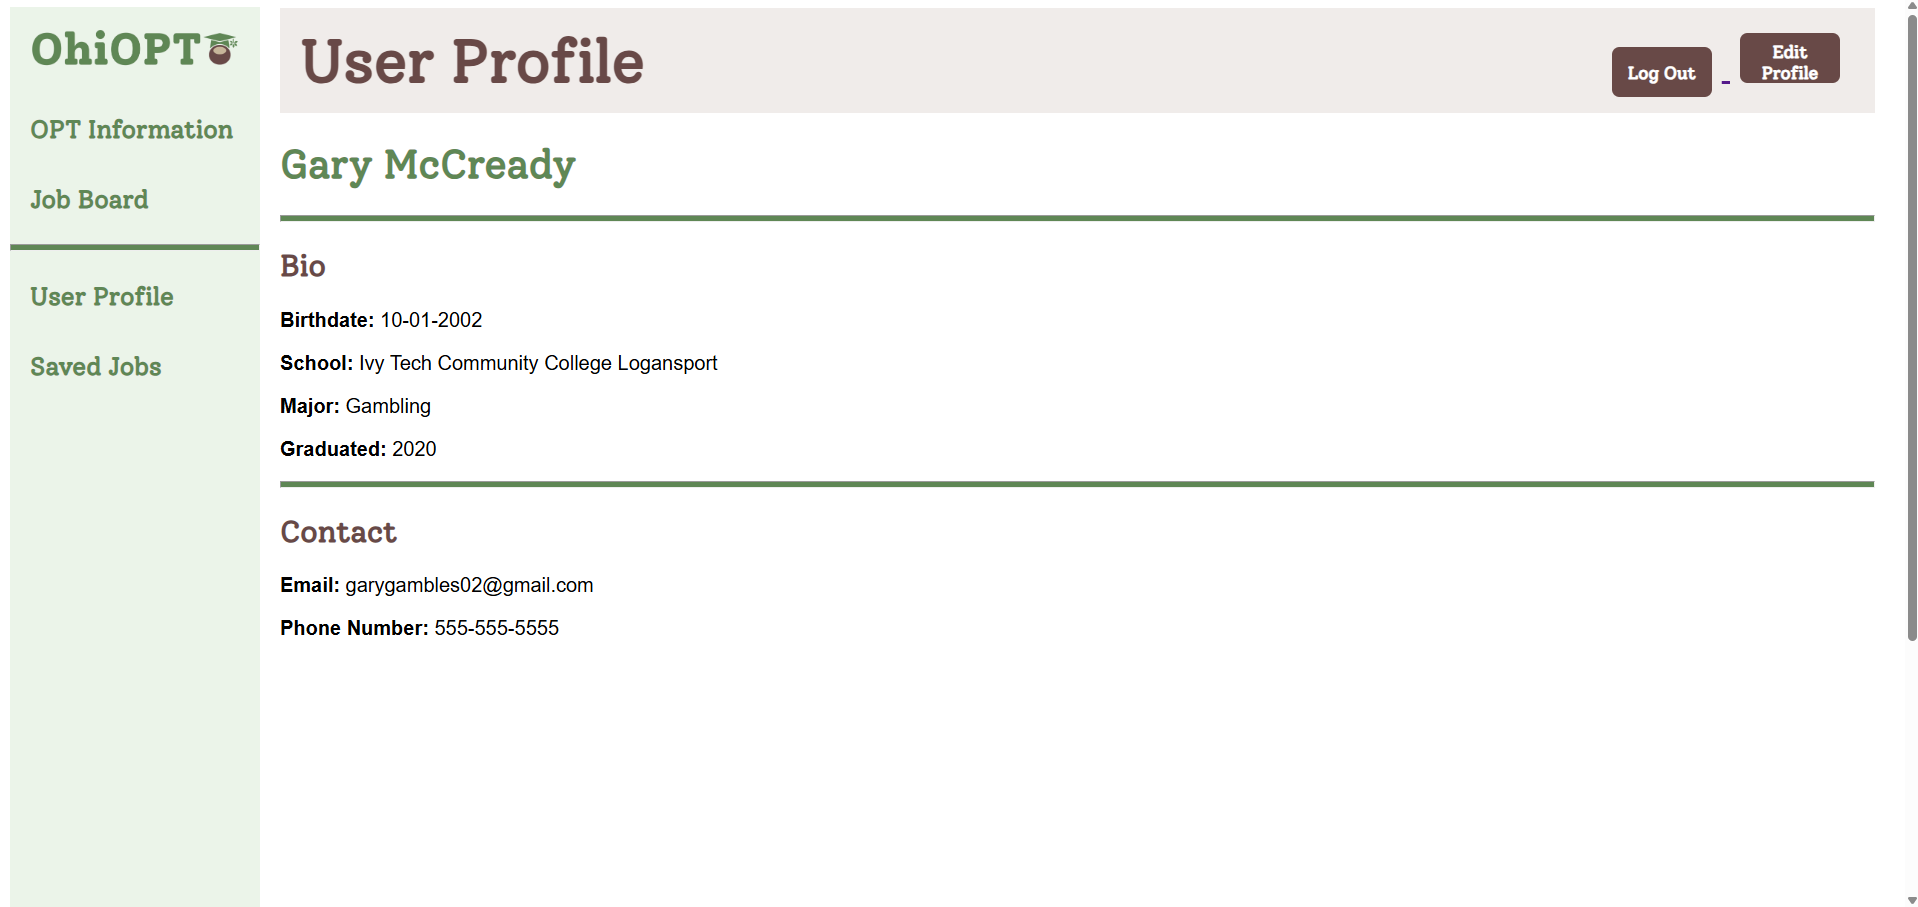 OhiOPT
OPT Information
Job Board
User Profile
Saved Jobs
User Profile
Log Out
Edit
Profile
Gary McCready
Bio
Birthdate: 10-01-2002
School: Ivy Tech Community College Logansport
Major: Gambling
Graduated: 2020
Contact
Email: garygambles02@gmail.com
Phone Number: 555-555-5555